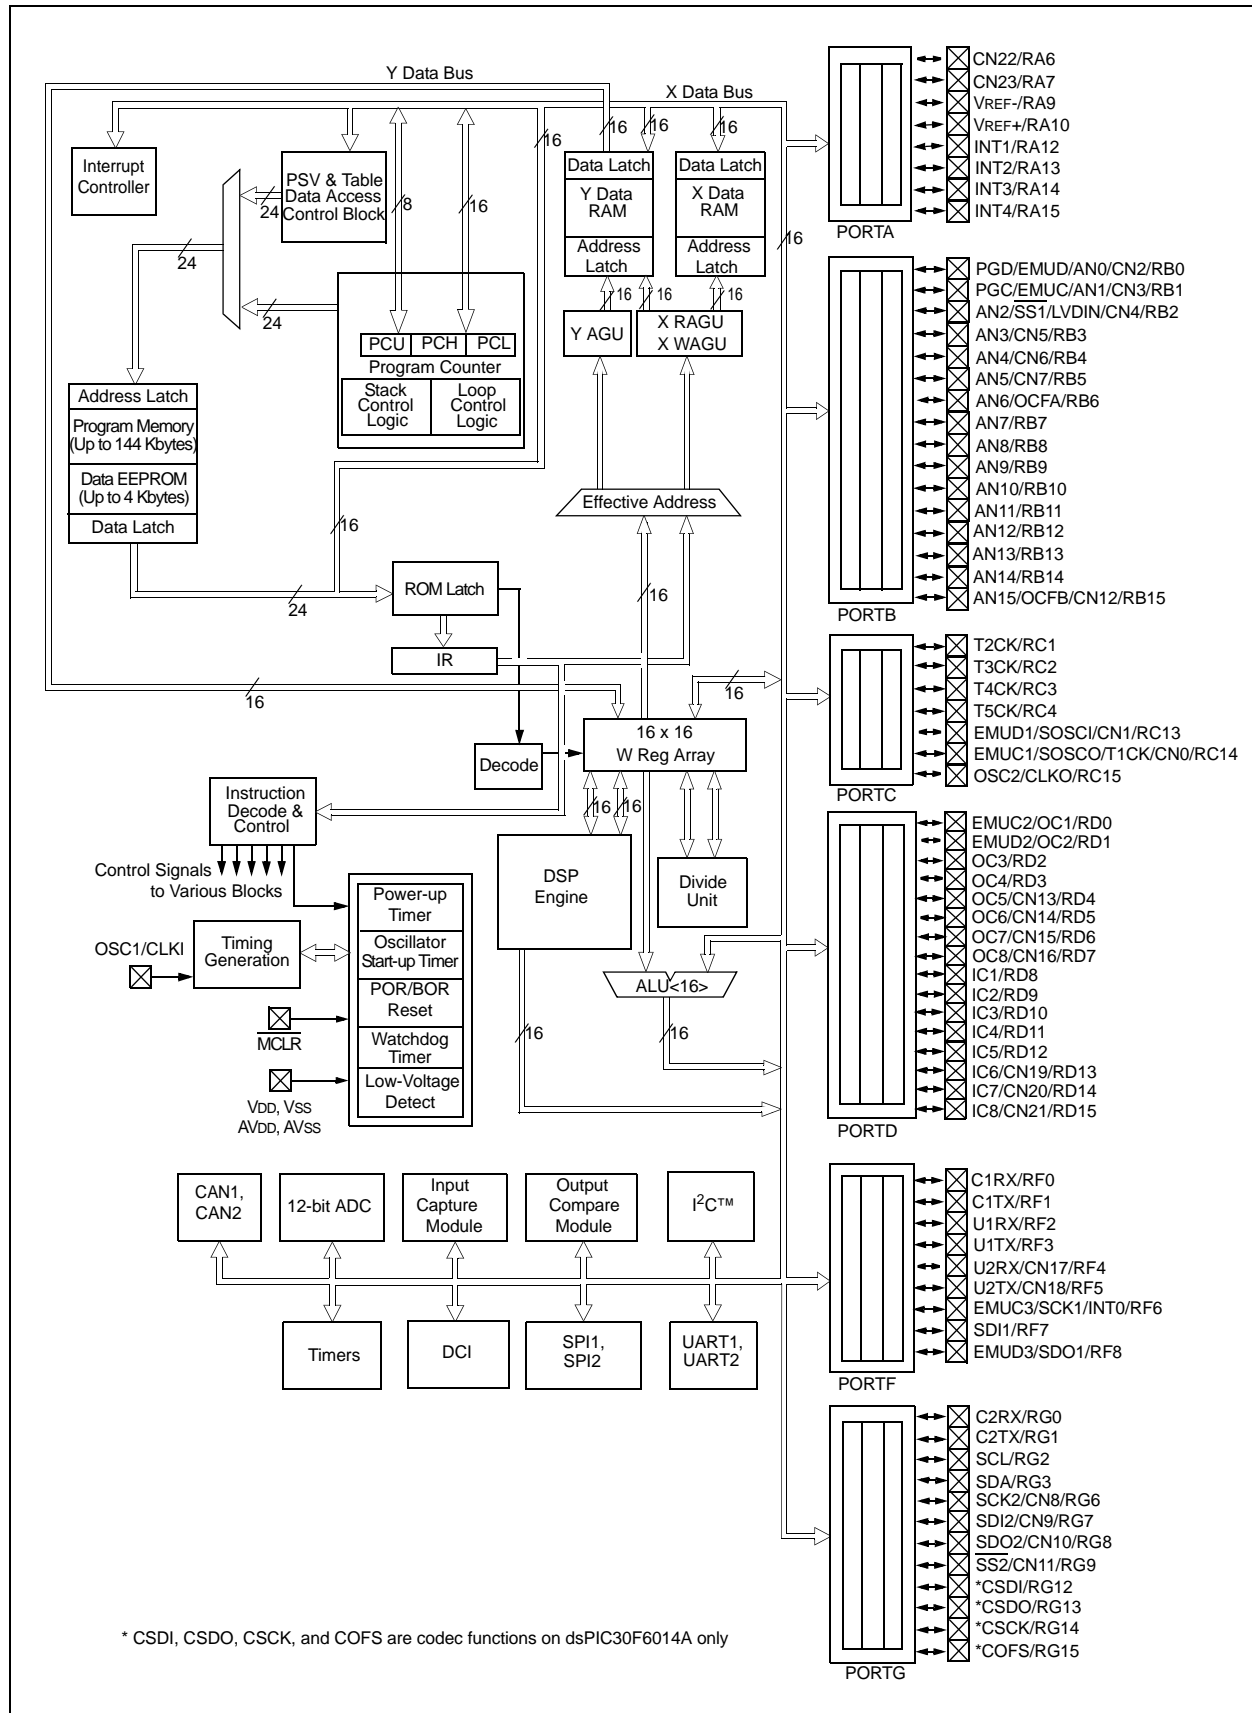 Y Data Bus
X Data Bus
Interrupt
Controller
PSV & Table
Data Access
Control Block
24
24
24
8
16
16
16
16
16
16
Data Latch
Y Data
RAM
Address
Latch
Data Latch
X Data
RAM
Address
Latch
16
16
16
Y AGU
X RAGU
X WAGU
PCU
PCH
PCL
Program Counter
Stack
Control
Logic
Loop
Control
Logic
Address Latch
Program Memory
(Up to 144 Kbytes)
Data EEPROM
(Up to 4 Kbytes)
Data Latch
16
24
Effective Address
ROM Latch
16
IR
16
16
16 x 16
W Reg Array
Decode
Instruction
Decode &
Control
16
16
Control Signals
to Various Blocks
DSP
Engine
Divide
Unit
Power-up
Timer
Oscillator
Start-up Timer
POR/BOR
Reset
Watchdog
Timer
Low-Voltage
Detect
OSC1/CLKI
Timing
Generation
MCLR
VDD, VSS
AVDD, AVSS
ALU<16>
16
16
CAN1,
CAN2
12-bit ADC
Input
Capture
Module
Output
Compare
Module
I2C™
Timers
DCI
SPI1,
SPI2
UART1,
UART2
CN22/RA6
CN23/RA7
VREF-/RA9
VREF+/RA10
INT1/RA12
INT2/RA13
INT3/RA14
INT4/RA15
PORTA
PGD/EMUD/AN0/CN2/RB0
PGC/EMUC/AN1/CN3/RB1
AN2/SS1/LVDIN/CN4/RB2
AN3/CN5/RB3
AN4/CN6/RB4
AN5/CN7/RB5
AN6/OCFA/RB6
AN7/RB7
AN8/RB8
AN9/RB9
AN10/RB10
AN11/RB11
AN12/RB12
AN13/RB13
AN14/RB14
AN15/OCFB/CN12/RB15
PORTB
T2CK/RC1
T3CK/RC2
T4CK/RC3
T5CK/RC4
EMUD1/SOSCI/CN1/RC13
EMUC1/SOSCO/T1CK/CN0/RC14
OSC2/CLKO/RC15
PORTC
EMUC2/OC1/RD0
EMUD2/OC2/RD1
OC3/RD2
OC4/RD3
OC5/CN13/RD4
OC6/CN14/RD5
OC7/CN15/RD6
OC8/CN16/RD7
IC1/RD8
IC2/RD9
IC3/RD10
IC4/RD11
IC5/RD12
IC6/CN19/RD13
IC7/CN20/RD14
IC8/CN21/RD15
PORTD
C1RX/RF0
C1TX/RF1
U1RX/RF2
U1TX/RF3
U2RX/CN17/RF4
U2TX/CN18/RF5
EMUC3/SCK1/INT0/RF6
SDI1/RF7
EMUD3/SDO1/RF8
PORTF
C2RX/RG0
C2TX/RG1
SCL/RG2
SDA/RG3
SCK2/CN8/RG6
SDI2/CN9/RG7
SDO2/CN10/RG8
SS2/CN11/RG9
*CSDI/RG12
*CSDO/RG13
*CSCK/RG14
*COFS/RG15
PORTG
* CSDI, CSDO, CSCK, and COFS are codec functions on dsPIC30F6014A only